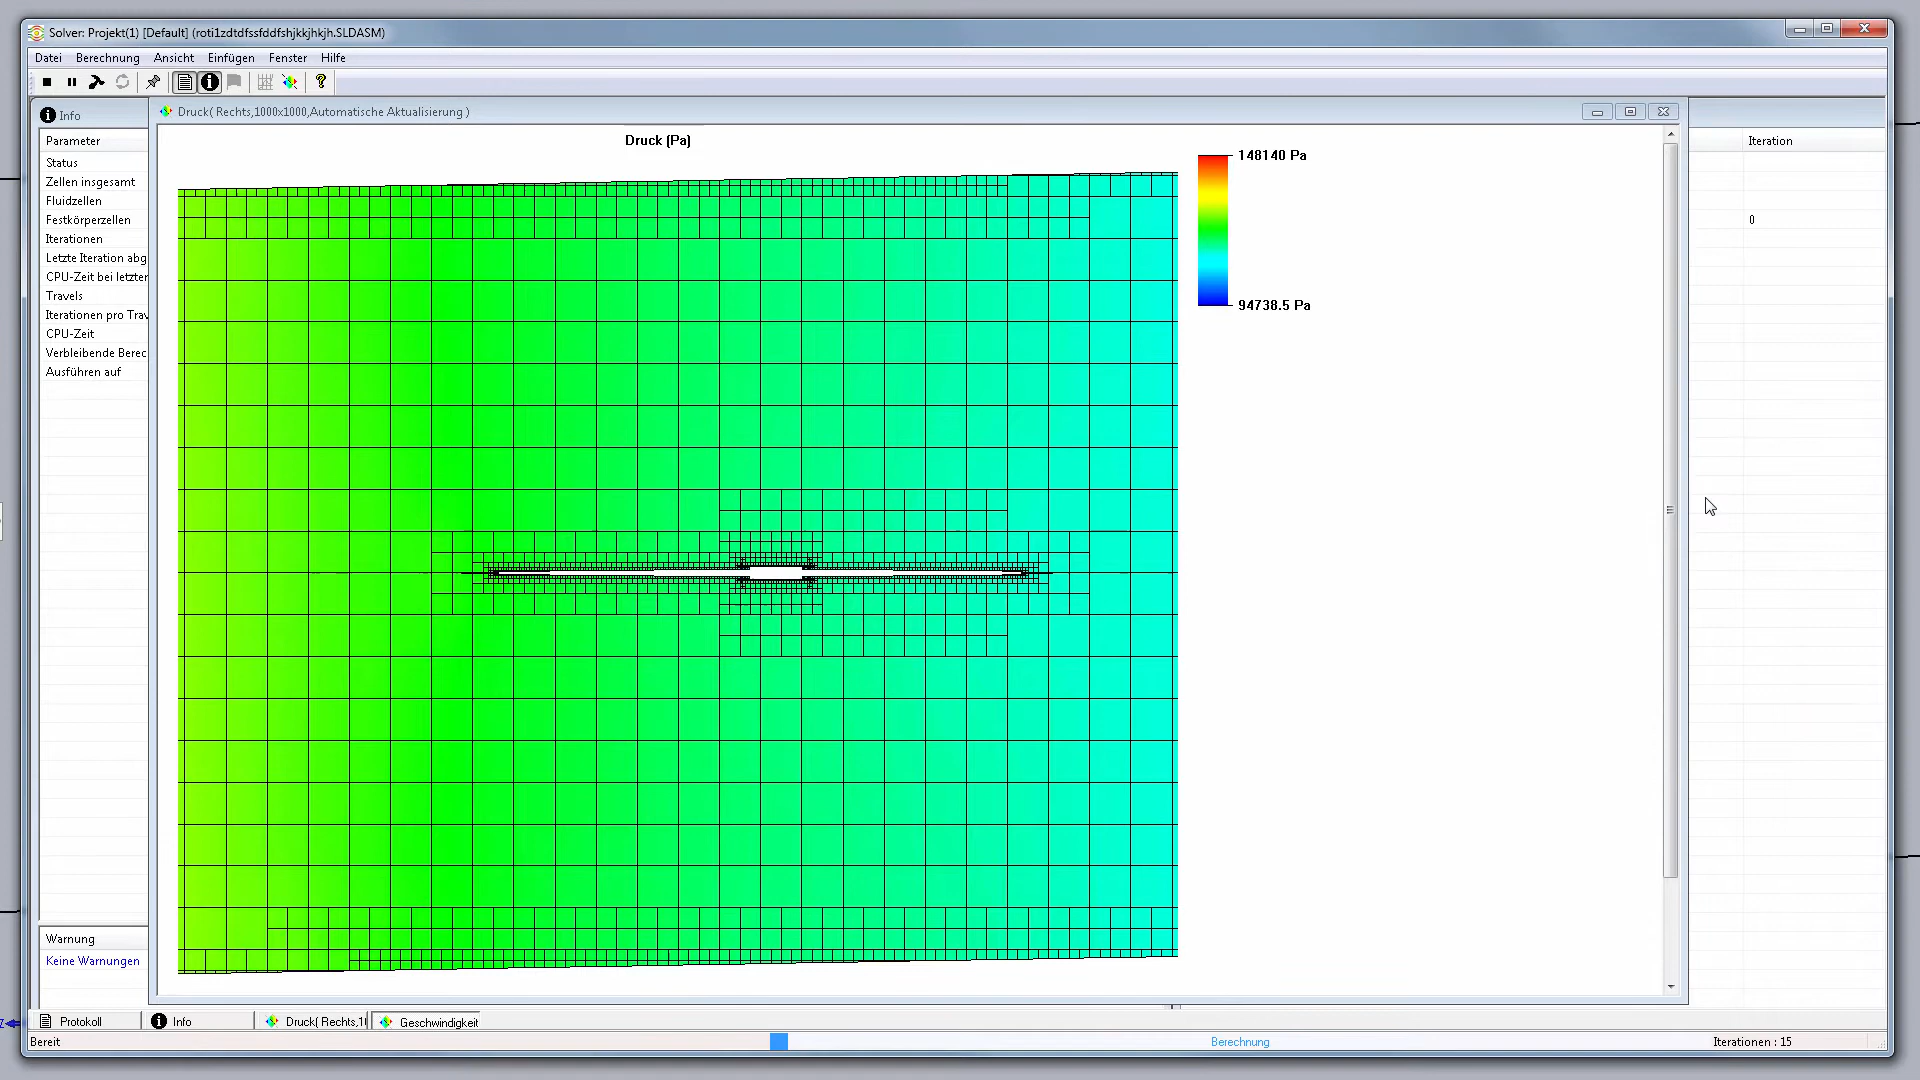 Solver: Projekt(1) [Default] (roti1zdtdfssfddfshjkkjhkjh.SLDASM)
Datei Berechnung Ansicht Einfügen Fenster Hilfe
Info
Druck( Rechts,1000x1000,Automatische Aktualisierung )
Parameter
Iteration
Status
Zellen insgesamt
Fluidzellen
Festkörperzellen
0
Iterationen
Letzte Iteration abg
CPU-Zeit bei letzter
Travels
Iterationen pro Trav
CPU-Zeit
Verbleibende Berec
Ausführen auf
Druck (Pa)
148140 Pa
94738.5 Pa
Warnung
Keine Warnungen
Z
Protokoll Info Druck( Rechts,1 Geschwindigkeit
Bereit Berechnung Iterationen : 15